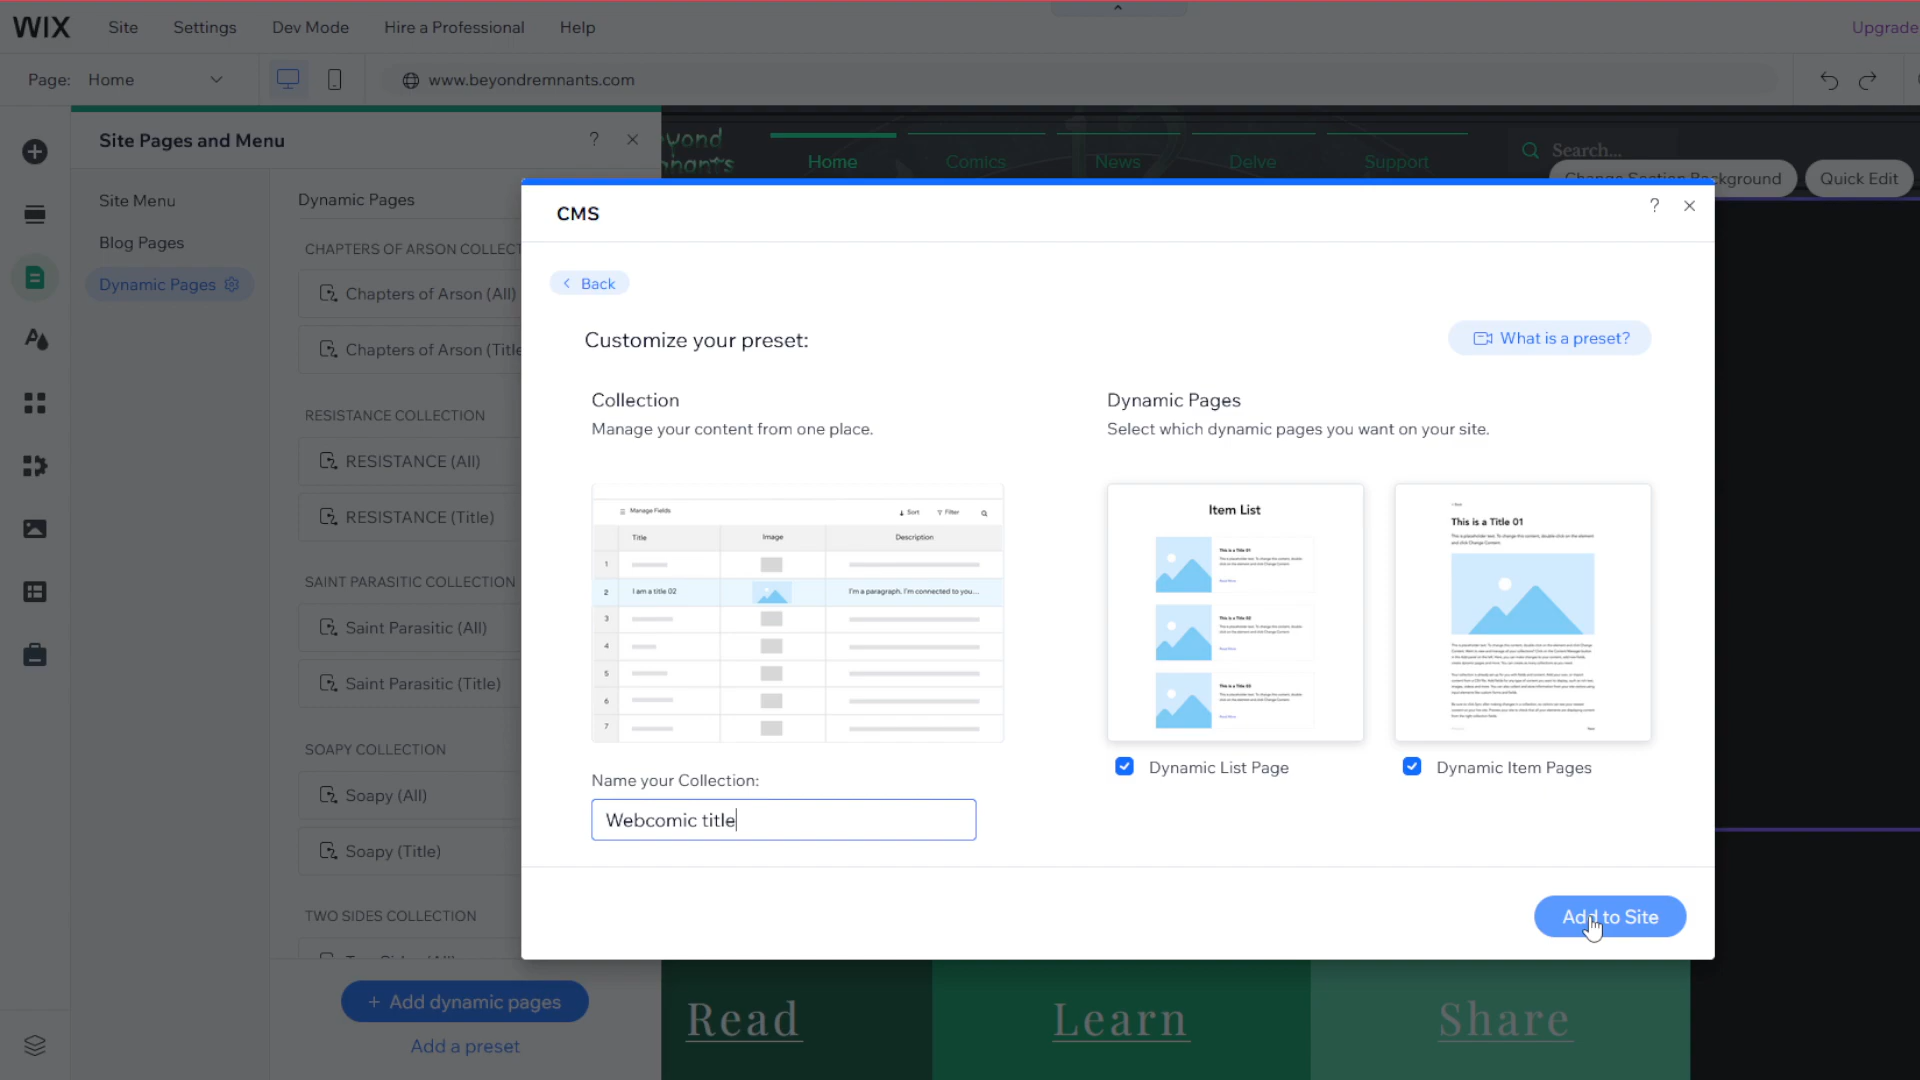 WIX Site Settings Dev Mode Hire a Professional Help Upgrade
Page: Home www.beyondremnants.com
Site Pages and Menu ?
Home Comics News Delve Support Search...
Change Section Background Quick Edit
Site Menu
Blog Pages
Dynamic Pages
Dynamic Pages
CHAPTERS OF ARSON COLLECT
Chapters of Arson (All)
Chapters of Arson (Title
RESISTANCE COLLECTION
RESISTANCE (All)
RESISTANCE (Title)
SAINT PARASITIC COLLECTION
Saint Parasitic (All)
Saint Parasitic (Title)
SOAPY COLLECTION
Soapy (All)
Soapy (Title)
TWO SIDES COLLECTION
+ Add dynamic pages
Add a preset
CMS ?
Back
Customize your preset:
What is a preset?
Collection
Manage your content from one place.
Manage Fields Sort Filter
Title Image Description
1
2 I am a title 02 I'm a paragraph. I'm connected to you...
3
4
5
6
7
Name your Collection:
Webcomic title
Dynamic Pages
Select which dynamic pages you want on your site.
Item List
This is a Title 01
This is a Title 02
This is a Title 03
Dynamic List Page
This is a Title 01
Dynamic Item Pages
Add to Site
Read Learn Share